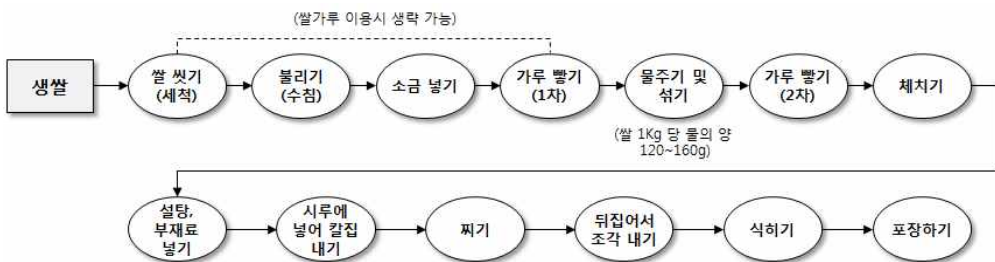 (쌀가루 이용시 생략 가능)
생쌀
쌀 씻기
(세척)
불리기
(수침)
소금 넣기
가루 빻기
(1차)
물주기 및
섞기
가루 빻기
(2차)
체치기
(쌀 1Kg 당 물의 양
120~160g)
설탕,
부재료
넣기
시루에
넣어 칼집
내기
찌기
뒤집어서
조각 내기
식히기
포장하기